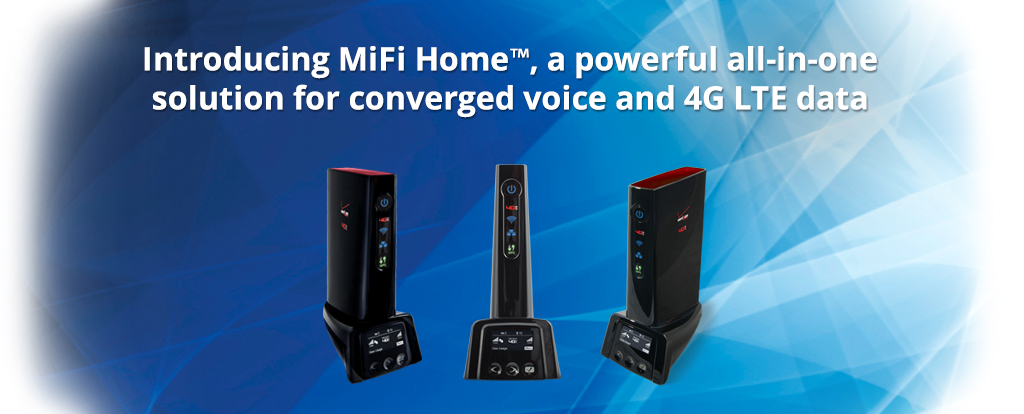 Introducing MiFi Home™, a powerful all-in-one
solution for converged voice and 4G LTE data